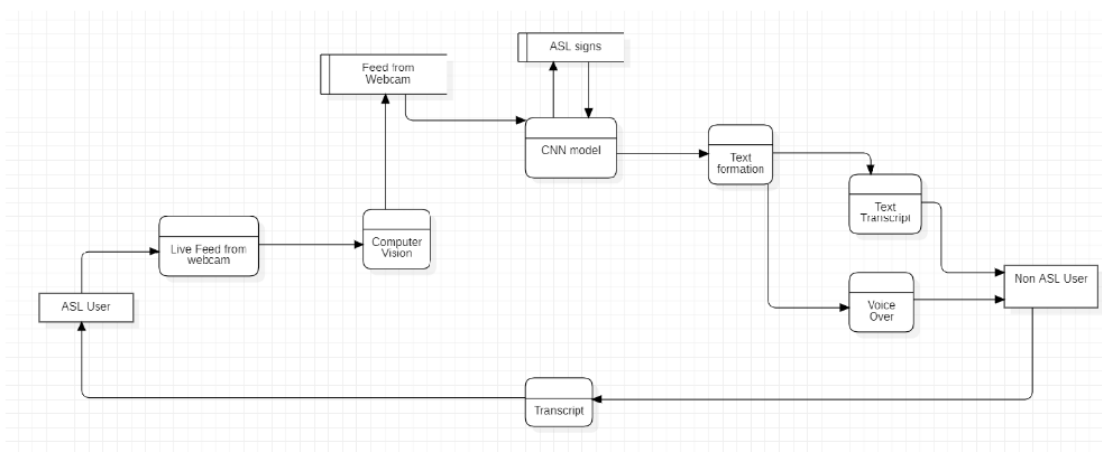 ASL signs
Feed from
Webcam
CNN model
Text
formation
Text
Transcript
Live Feed from
webcam
Computer
Vision
Non ASL User
ASL User
Voice
Over
Transcript